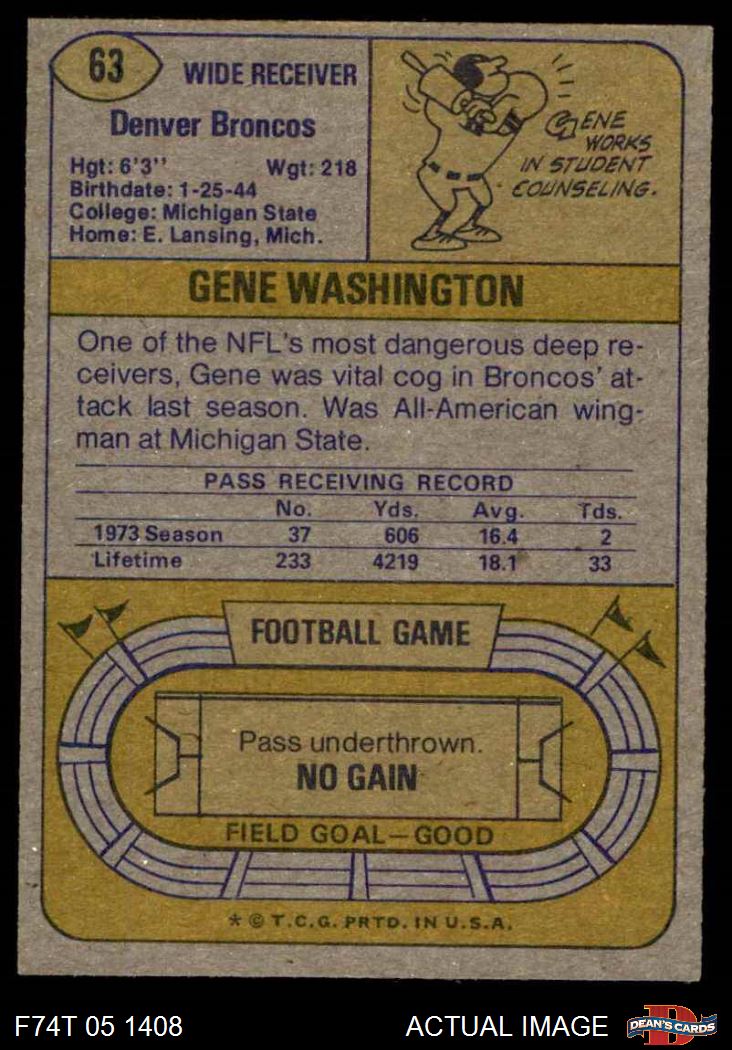 63
WIDE RECEIVER
Denver Broncos
Hgt: 6'3'' Wgt: 218
Birthdate: 1-25-44
College: Michigan State
Home: E. Lansing, Mich.
GENE
WORKS
IN STUDENT
COUNSELING.
GENE WASHINGTON
One of the NFL's most dangerous deep re-
ceivers, Gene was vital cog in Broncos' at-
tack last season. Was All-American wing-
man at Michigan State.
PASS RECEIVING RECORD
No. Yds. Avg. Tds.
1973 Season 37 606 16.4 2
Lifetime 233 4219 18.1 33
FOOTBALL GAME
Pass underthrown.
NO GAIN
FIELD GOAL—GOOD
* © T.C.G. PRTD. IN U.S.A.
F74T 05 1408 ACTUAL IMAGE
D
DEAN'S CARDS